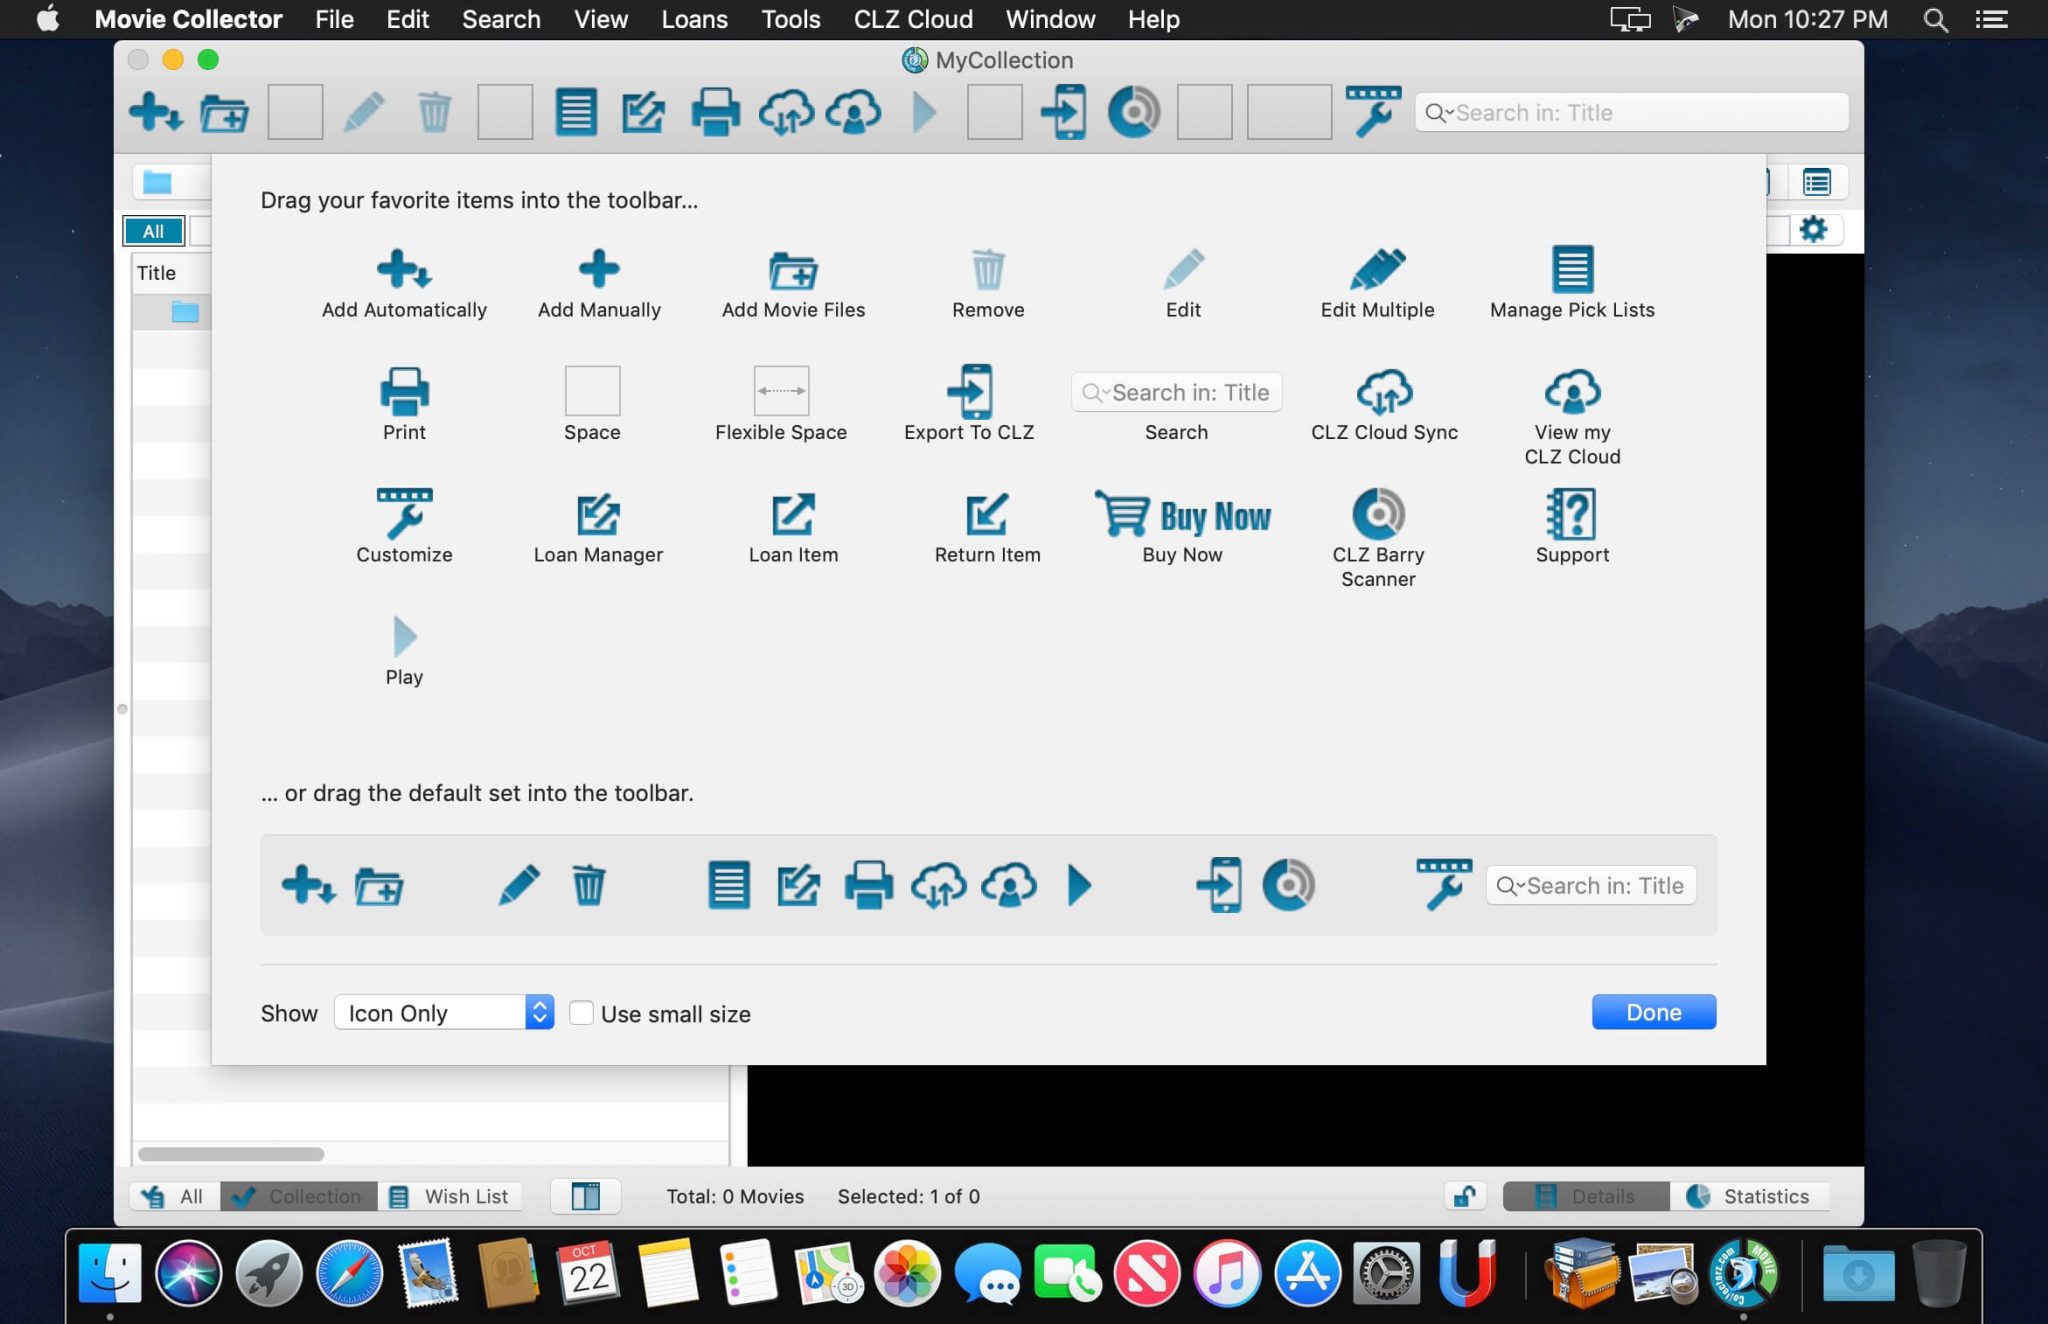 Movie Collector File Edit Search View Loans Tools CLZ Cloud Window Help Mon 10:27 PM
MyCollection
Search in: Title
Drag your favorite items into the toolbar...
All
Title
Add Automatically Add Manually Add Movie Files Remove Edit Edit Multiple Manage Pick Lists
Search in: Title
Print Space Flexible Space Export To CLZ Search CLZ Cloud Sync View my
CLZ Cloud
Buy Now
Customize Loan Manager Loan Item Return Item Buy Now CLZ Barry Support
Scanner
Play
... or drag the default set into the toolbar.
Search in: Title
Show Icon Only Use small size Done
All Collection Wish List Total: 0 Movies Selected: 1 of 0 Details Statistics
OCT
22
3D
MOVIE
Collectorz.com